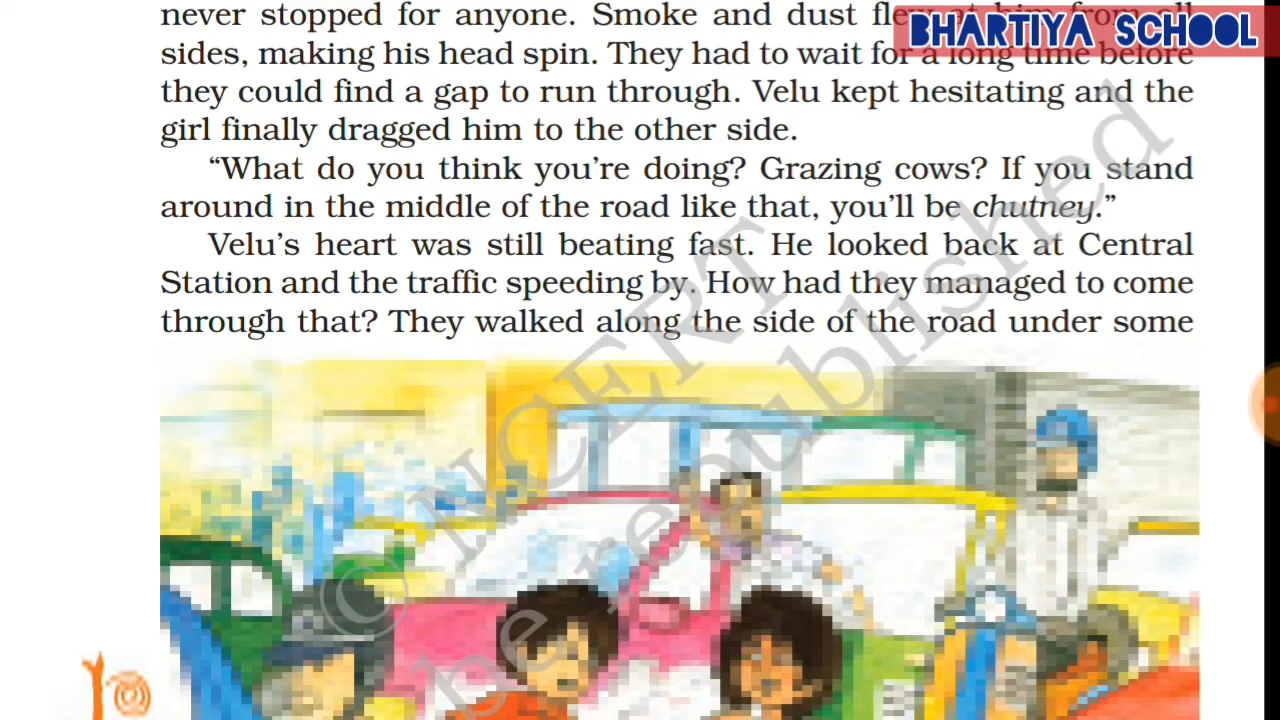 never stopped for anyone. Smoke and dust flew at him from all
BHARTIYA SCHOOL
sides, making his head spin. They had to wait for a long time before
they could find a gap to run through. Velu kept hesitating and the
girl finally dragged him to the other side.
“What do you think you’re doing? Grazing cows? If you stand
around in the middle of the road like that, you’ll be chutney.”
Velu’s heart was still beating fast. He looked back at Central
Station and the traffic speeding by. How had they managed to come
through that? They walked along the side of the road under some
© NCERT
be republished